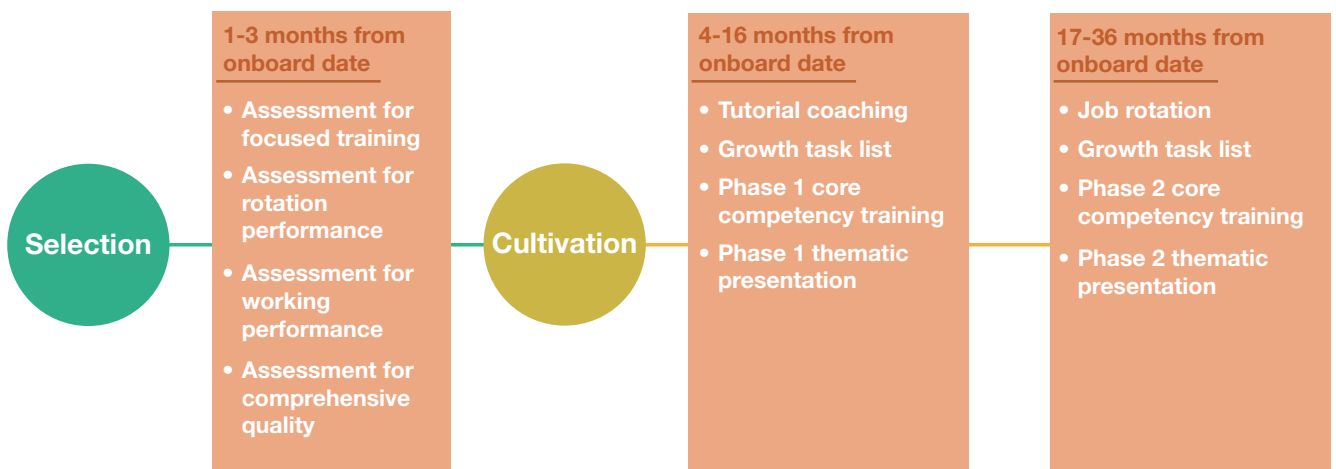 Selection
1-3 months from
onboard date
• Assessment for
focused training
• Assessment for
rotation
performance
• Assessment for
working
performance
• Assessment for
comprehensive
quality
Cultivation
4-16 months from
onboard date
• Tutorial coaching
• Growth task list
• Phase 1 core
competency training
• Phase 1 thematic
presentation
17-36 months from
onboard date
• Job rotation
• Growth task list
• Phase 2 core
competency training
• Phase 2 thematic
presentation